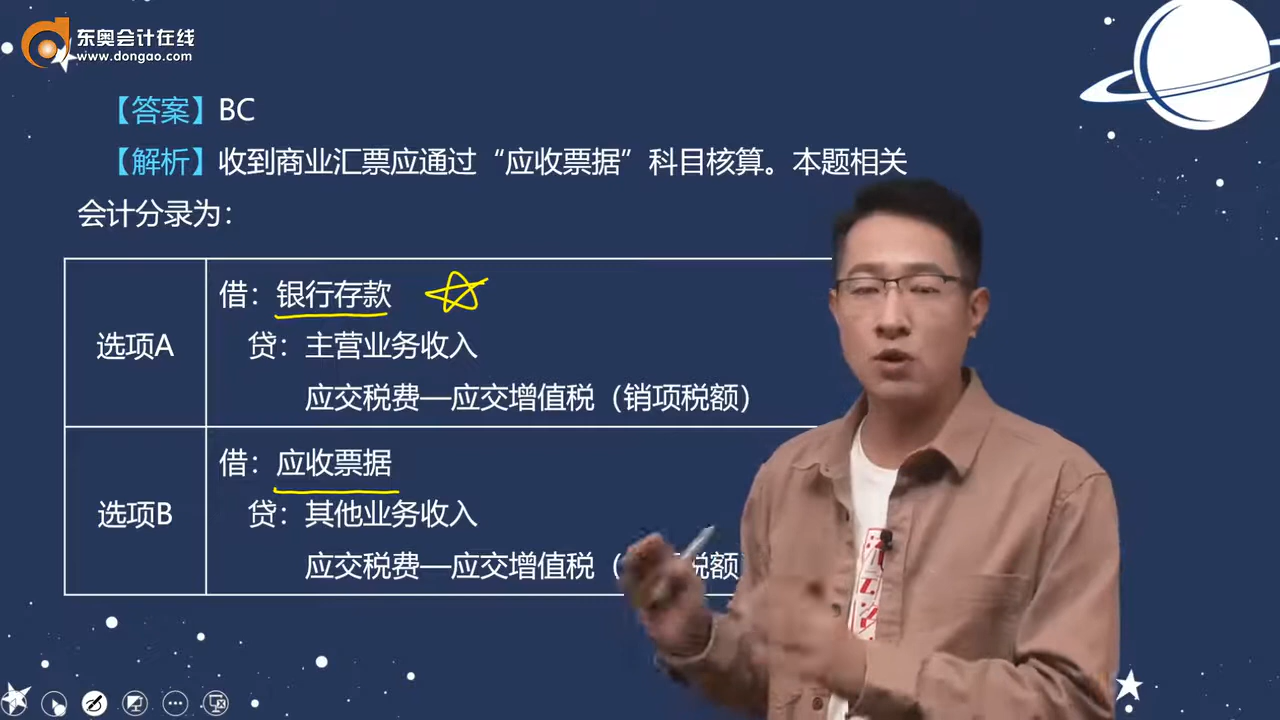 东奥会计在线
www.dongao.com
【答案】BC
【解析】收到商业汇票应通过“应收票据”科目核算。本题相关
会计分录为：
选项A
借：银行存款
贷：主营业务收入
应交税费—应交增值税（销项税额）
选项B
借：应收票据
贷：其他业务收入
应交税费—应交增值税（ 税额